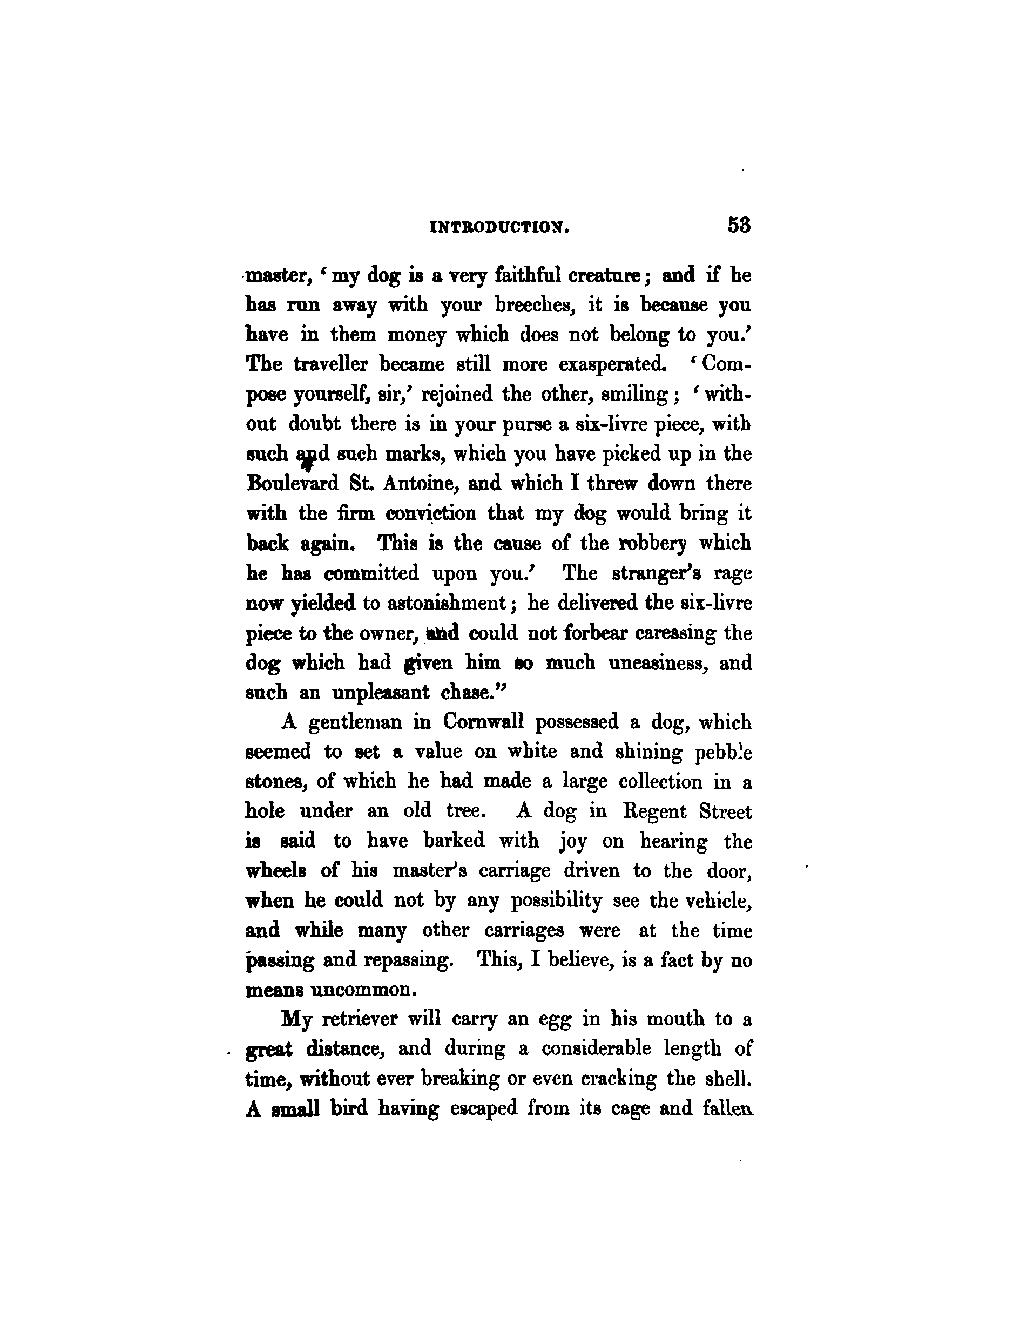 INTRODUCTION. 53
master, ‘my dog is a very faithful creature; and if he
has run away with your breeches, it is because you
have in them money which does not belong to you.’
The traveller became still more exasperated. ‘Com-
pose yourself, sir,’ rejoined the other, smiling; ‘with-
out doubt there is in your purse a six-livre piece, with
such and such marks, which you have picked up in the
Boulevard St. Antoine, and which I threw down there
with the firm conviction that my dog would bring it
back again. This is the cause of the robbery which
he has committed upon you.’ The stranger’s rage
now yielded to astonishment; he delivered the six-livre
piece to the owner, and could not forbear caressing the
dog which had given him so much uneasiness, and
such an unpleasant chase.”
A gentleman in Cornwall possessed a dog, which
seemed to set a value on white and shining pebble
stones, of which he had made a large collection in a
hole under an old tree. A dog in Regent Street
is said to have barked with joy on hearing the
wheels of his master’s carriage driven to the door,
when he could not by any possibility see the vehicle,
and while many other carriages were at the time
passing and repassing. This, I believe, is a fact by no
means uncommon.
My retriever will carry an egg in his mouth to a
great distance, and during a considerable length of
time, without ever breaking or even cracking the shell.
A small bird having escaped from its cage and fallen